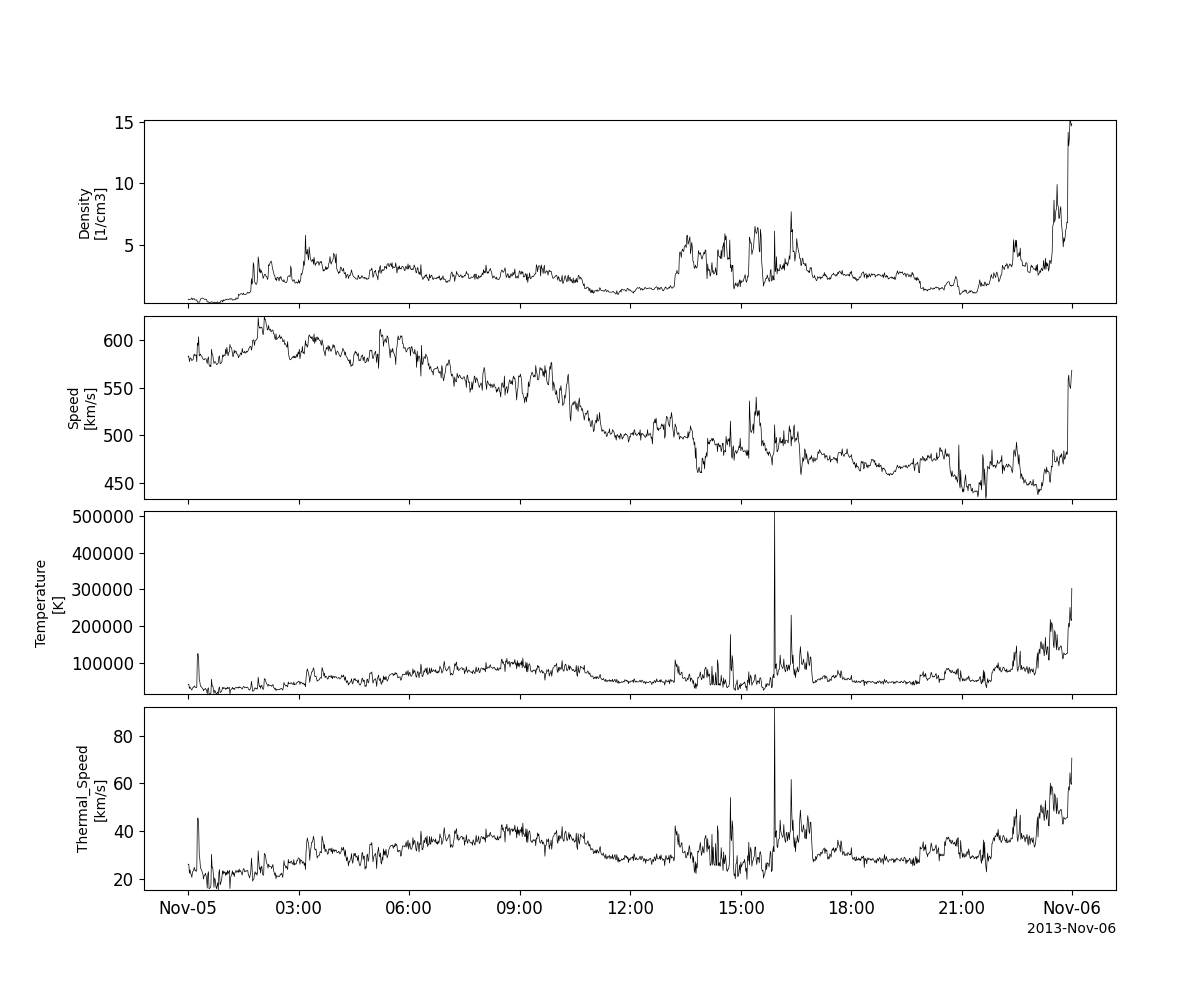 15
10
5
Density
[1/cm3]
600
550
500
450
Speed
[km/s]
500000
400000
300000
200000
100000
Temperature
[K]
80
60
40
20
Thermal_Speed
[km/s]
Nov-05 03:00 06:00 09:00 12:00 15:00 18:00 21:00 Nov-06
2013-Nov-06